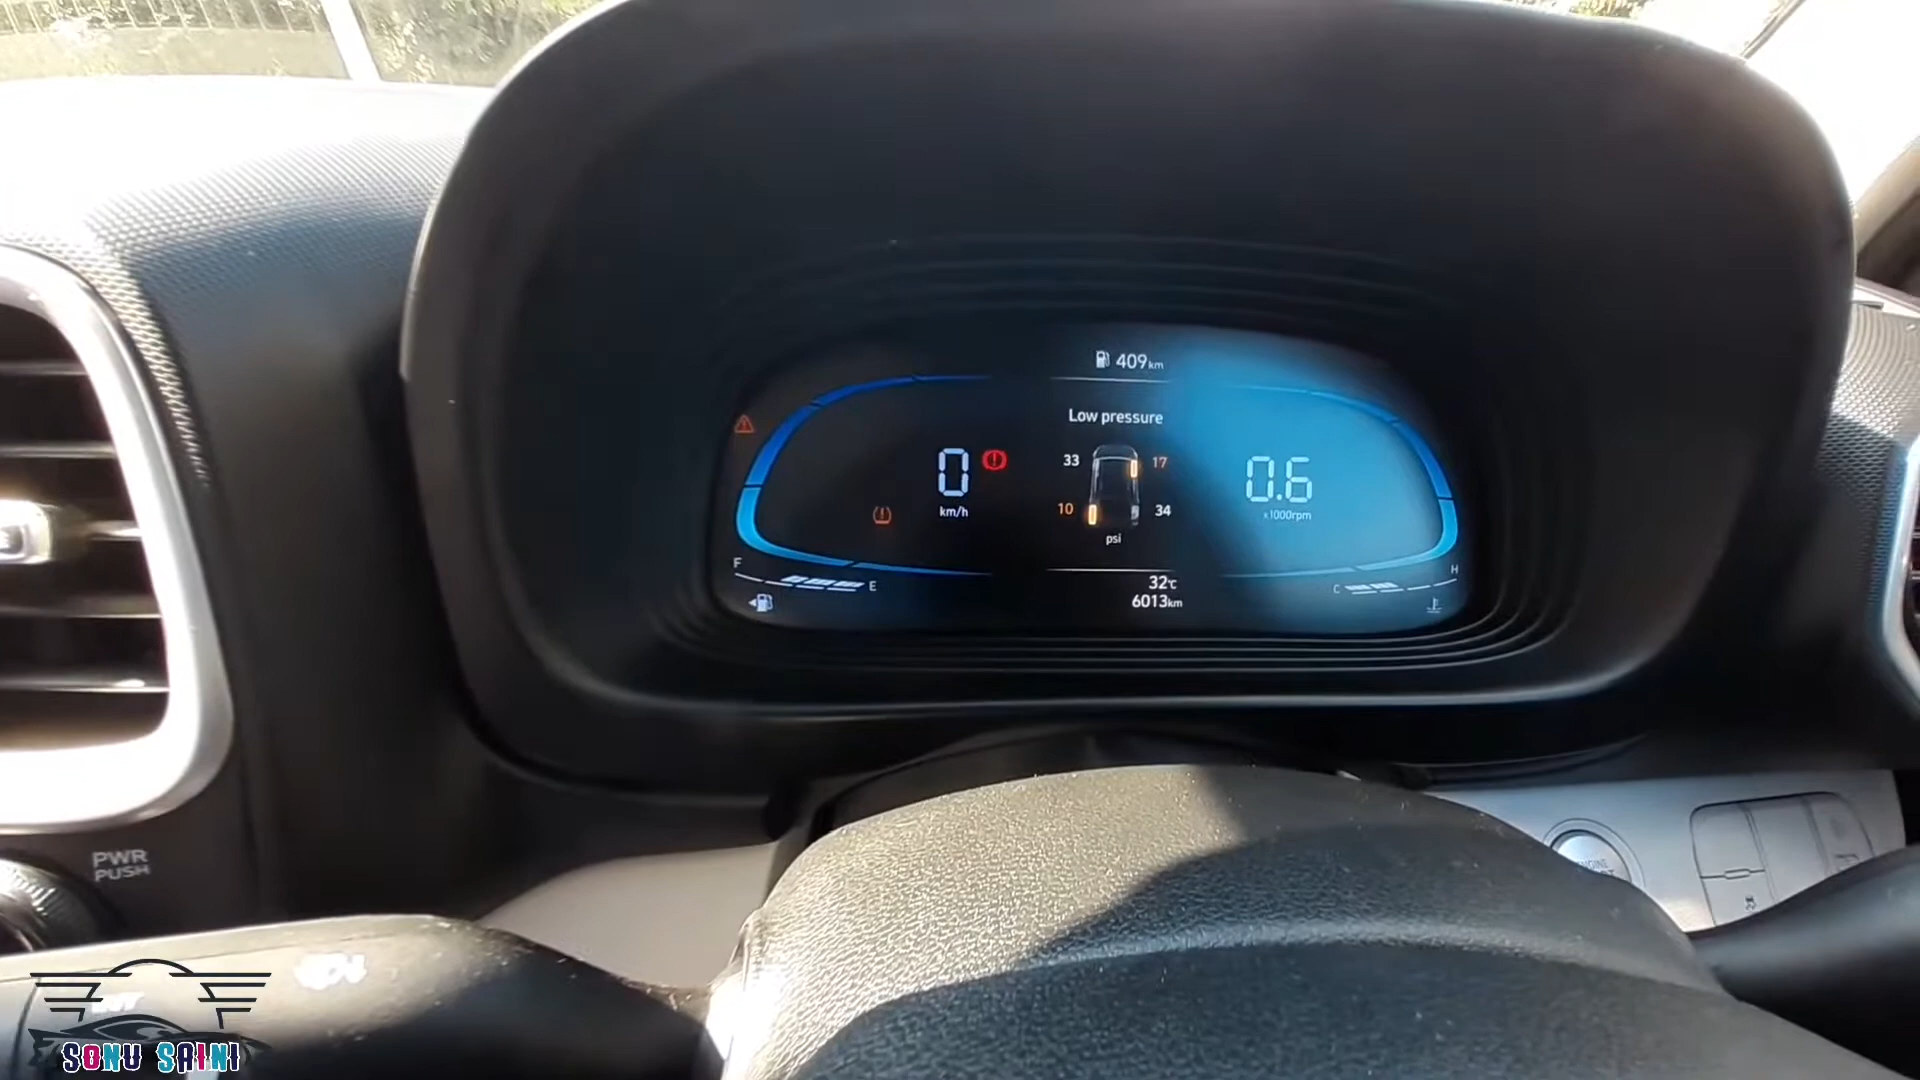 409km
Low pressure
33 17
0 0.6
10 34
km/h x1000rpm
psi
F E C H
32℃
6013km
PWR
PUSH
ENGINE
SONU SAINI